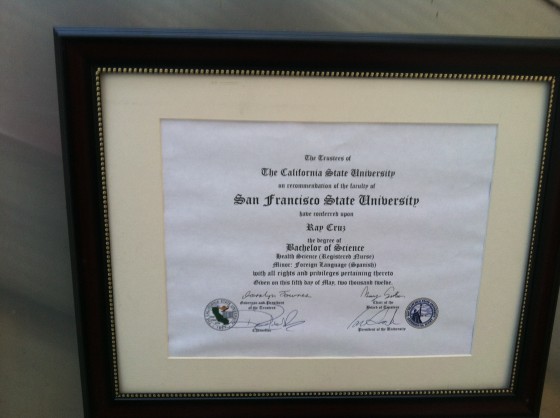 The Trustees of
The California State University
on recommendation of the faculty of
San Francisco State University
have conferred upon
Ray Cruz
the degree of
Bachelor of Science
Health Science (Registered Nurse)
Minor: Foreign Language (Spanish)
with all rights and privileges pertaining thereto
Given on this fifth day of May, two thousand twelve.
Governor and President
of the Trustees
Chair of the
Board of Trustees
Chancellor
President of the University